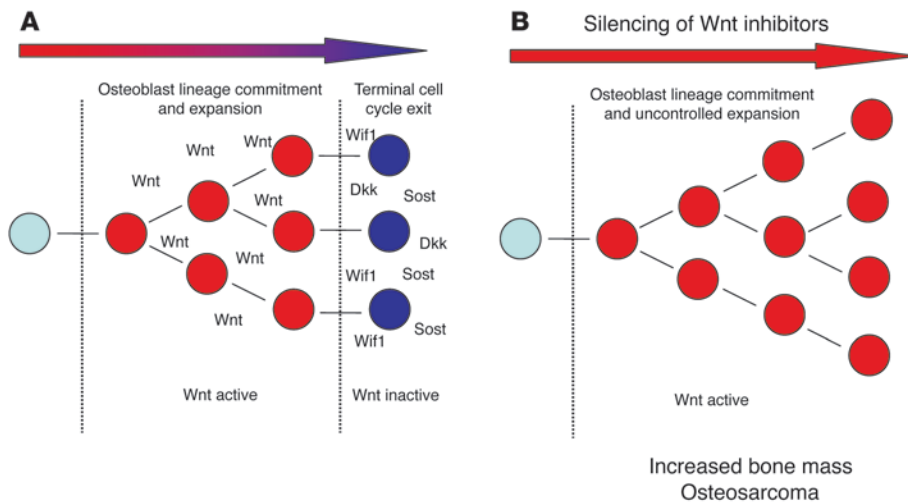 A
Osteoblast lineage commitment
and expansion
Terminal cell
cycle exit
Wnt
Wnt
Wnt
Wnt
Wnt
Wnt
Wnt
Wif1
Dkk
Sost
Dkk
Sost
Wif1
Sost
Wif1
Wnt active
Wnt inactive
B
Silencing of Wnt inhibitors
Osteoblast lineage commitment
and uncontrolled expansion
Wnt active
Increased bone mass
Osteosarcoma